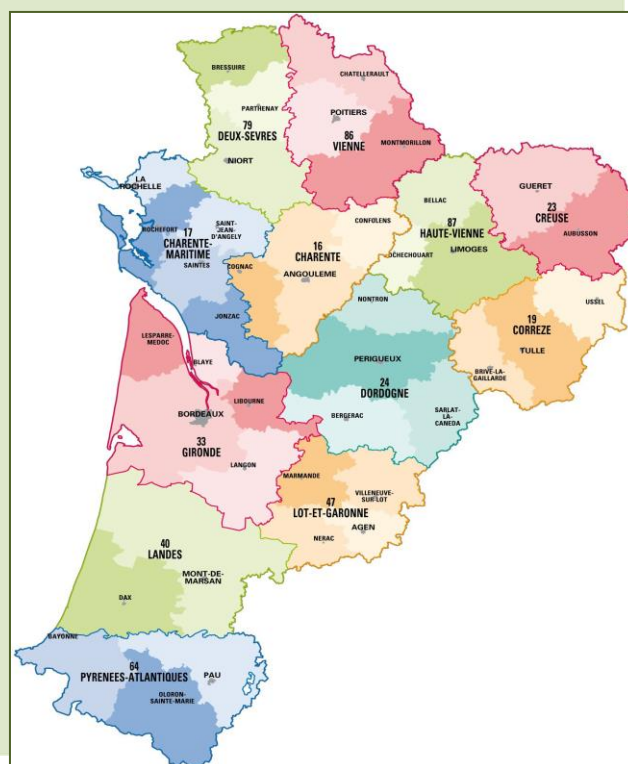 BRESSUIRE
CHATELLERAULT
PARTHENAY
79
DEUX-SEVRES
POITIERS
86
VIENNE
NIORT
MONTMORILLON
LA
ROCHELLE
ROCHEFORT
SAINT-
JEAN-
D'ANGELY
17
CHARENTE-
MARITIME
SAINTES
COGNAC
JONZAC
CONFOLENS
16
CHARENTE
ANGOULEME
BELLAC
87
HAUTE-VIENNE
LIMOGES
OCHECHOUART
GUERET
23
CREUSE
AUBUSSON
USSEL
19
CORREZE
TULLE
BRIVE-LA-
GAILLARDE
NONTRON
PERIGUEUX
24
DORDOGNE
BERGERAC
SARLAT-
LA-
CANEDA
LESPARRE-
MEDOC
BLAYE
LIBOURNE
BORDEAUX
33
GIRONDE
LANGON
MARMANDE
47
LOT-ET-GARONNE
VILLENEUVE-
SUR-LOT
AGEN
NERAC
40
LANDES
MONT-DE-
MARSAN
DAX
BAYONNE
64
PYRENEES-ATLANTIQUES
PAU
OLORON-
SAINTE-MARIE